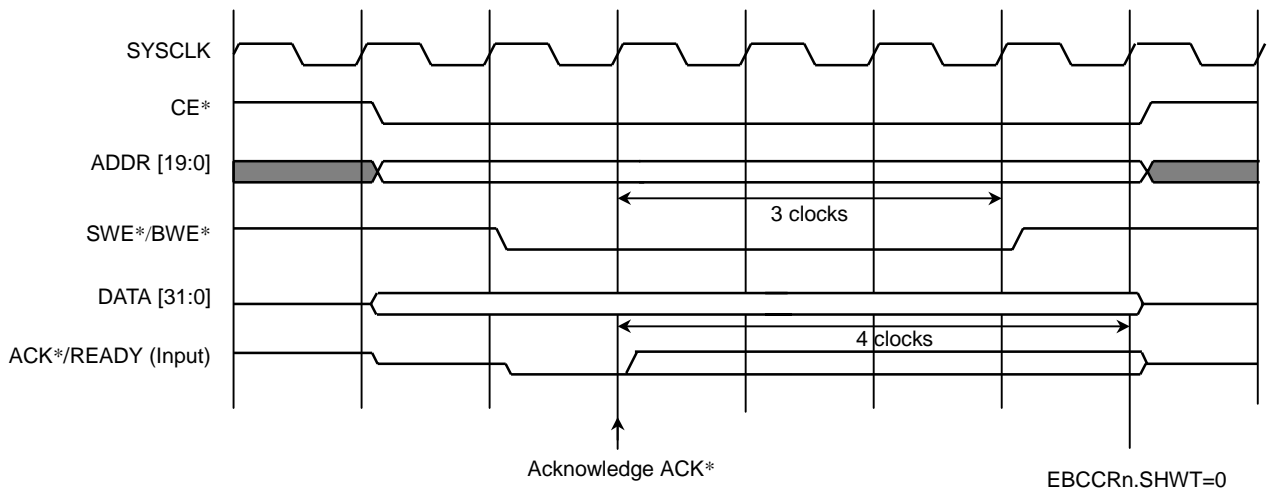 SYSCLK
CE*
ADDR [19:0]
3 clocks
SWE*/BWE*
DATA [31:0]
4 clocks
ACK*/READY (Input)
Acknowledge ACK*
EBCCRn.SHWT=0